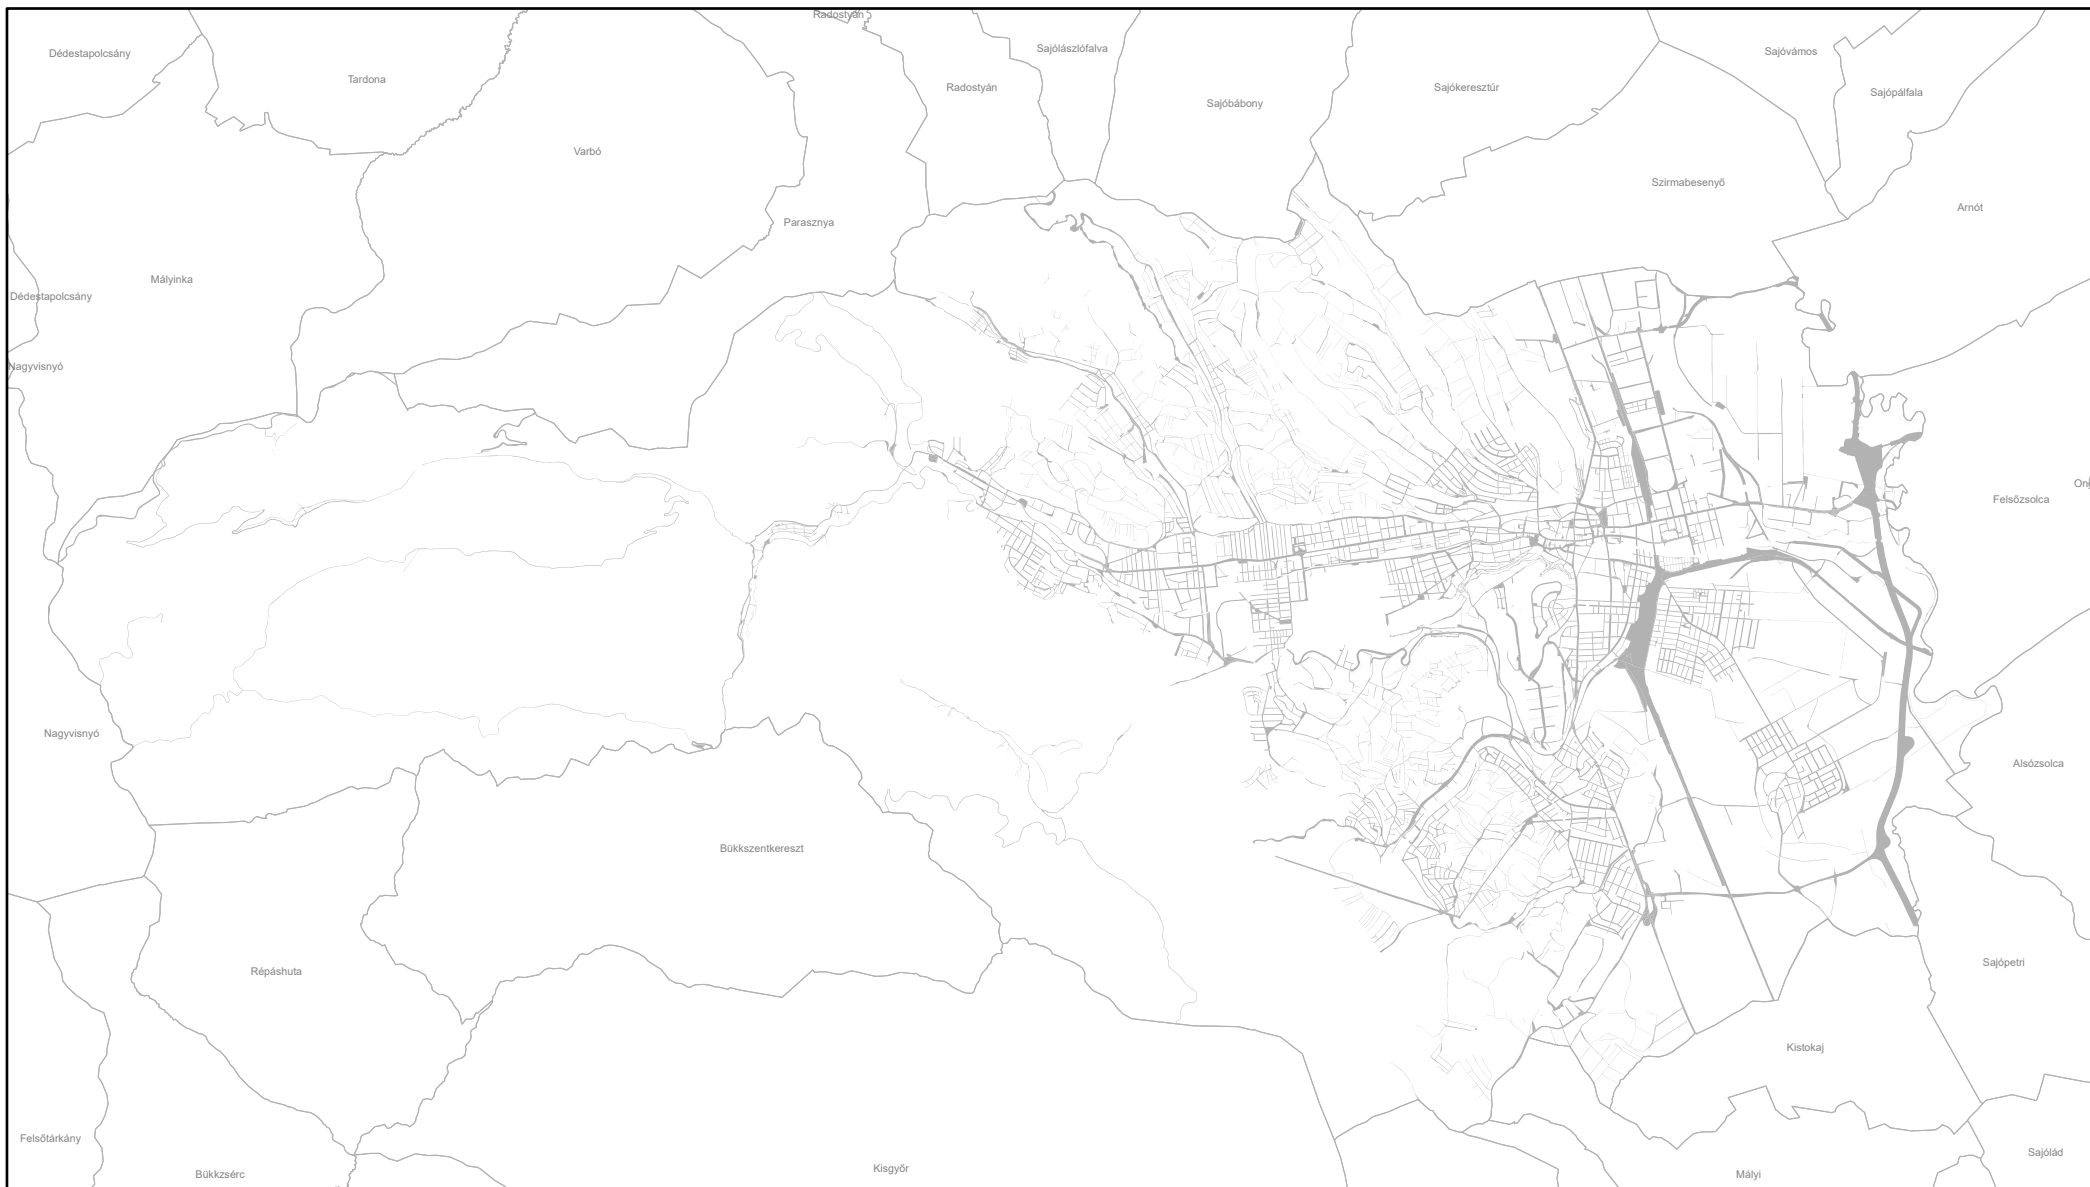 Radostyán
Dédestapolcsány
Tardona
Sajólászlófalva
Sajóvámos
Radostyán
Sajókeresztúr
Sajópálfala
Sajóbábony
Varbó
Szirmabesenyő
Arnót
Parasznya
Mályinka
Dédestapolcsány
Nagyvisnyó
Felsőzsolca
Nagyvisnyó
Alsózsolca
Bükkszentkereszt
Répáshuta
Sajópetri
Kistokaj
Felsőtárkány
Sajólád
Kisgyőr
Bükkzsérc
Mályi